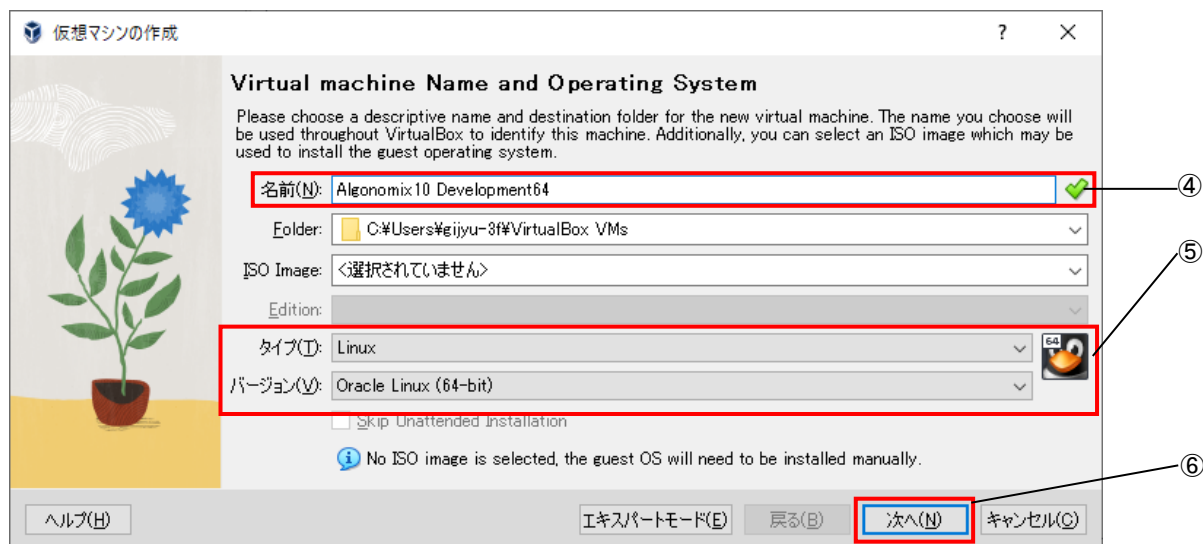 仮想マシンの作成
?
Virtual machine Name and Operating System
Please choose a descriptive name and destination folder for the new virtual machine. The name you choose will
be used throughout VirtualBox to identify this machine. Additionally, you can select an ISO image which may be
used to install the guest operating system.
名前(N): Algonomix10 Development64
④
Folder: C:¥Users¥gijyu-3f¥VirtualBox VMs
ISO Image: <選択されていません>
⑤
Edition:
タイプ(T): Linux
64
バージョン(V): Oracle Linux (64-bit)
Skip Unattended Installation
No ISO image is selected, the guest OS will need to be installed manually.
⑥
ヘルプ(H) エキスパートモード(E) 戻る(B) 次へ(N) キャンセル(C)